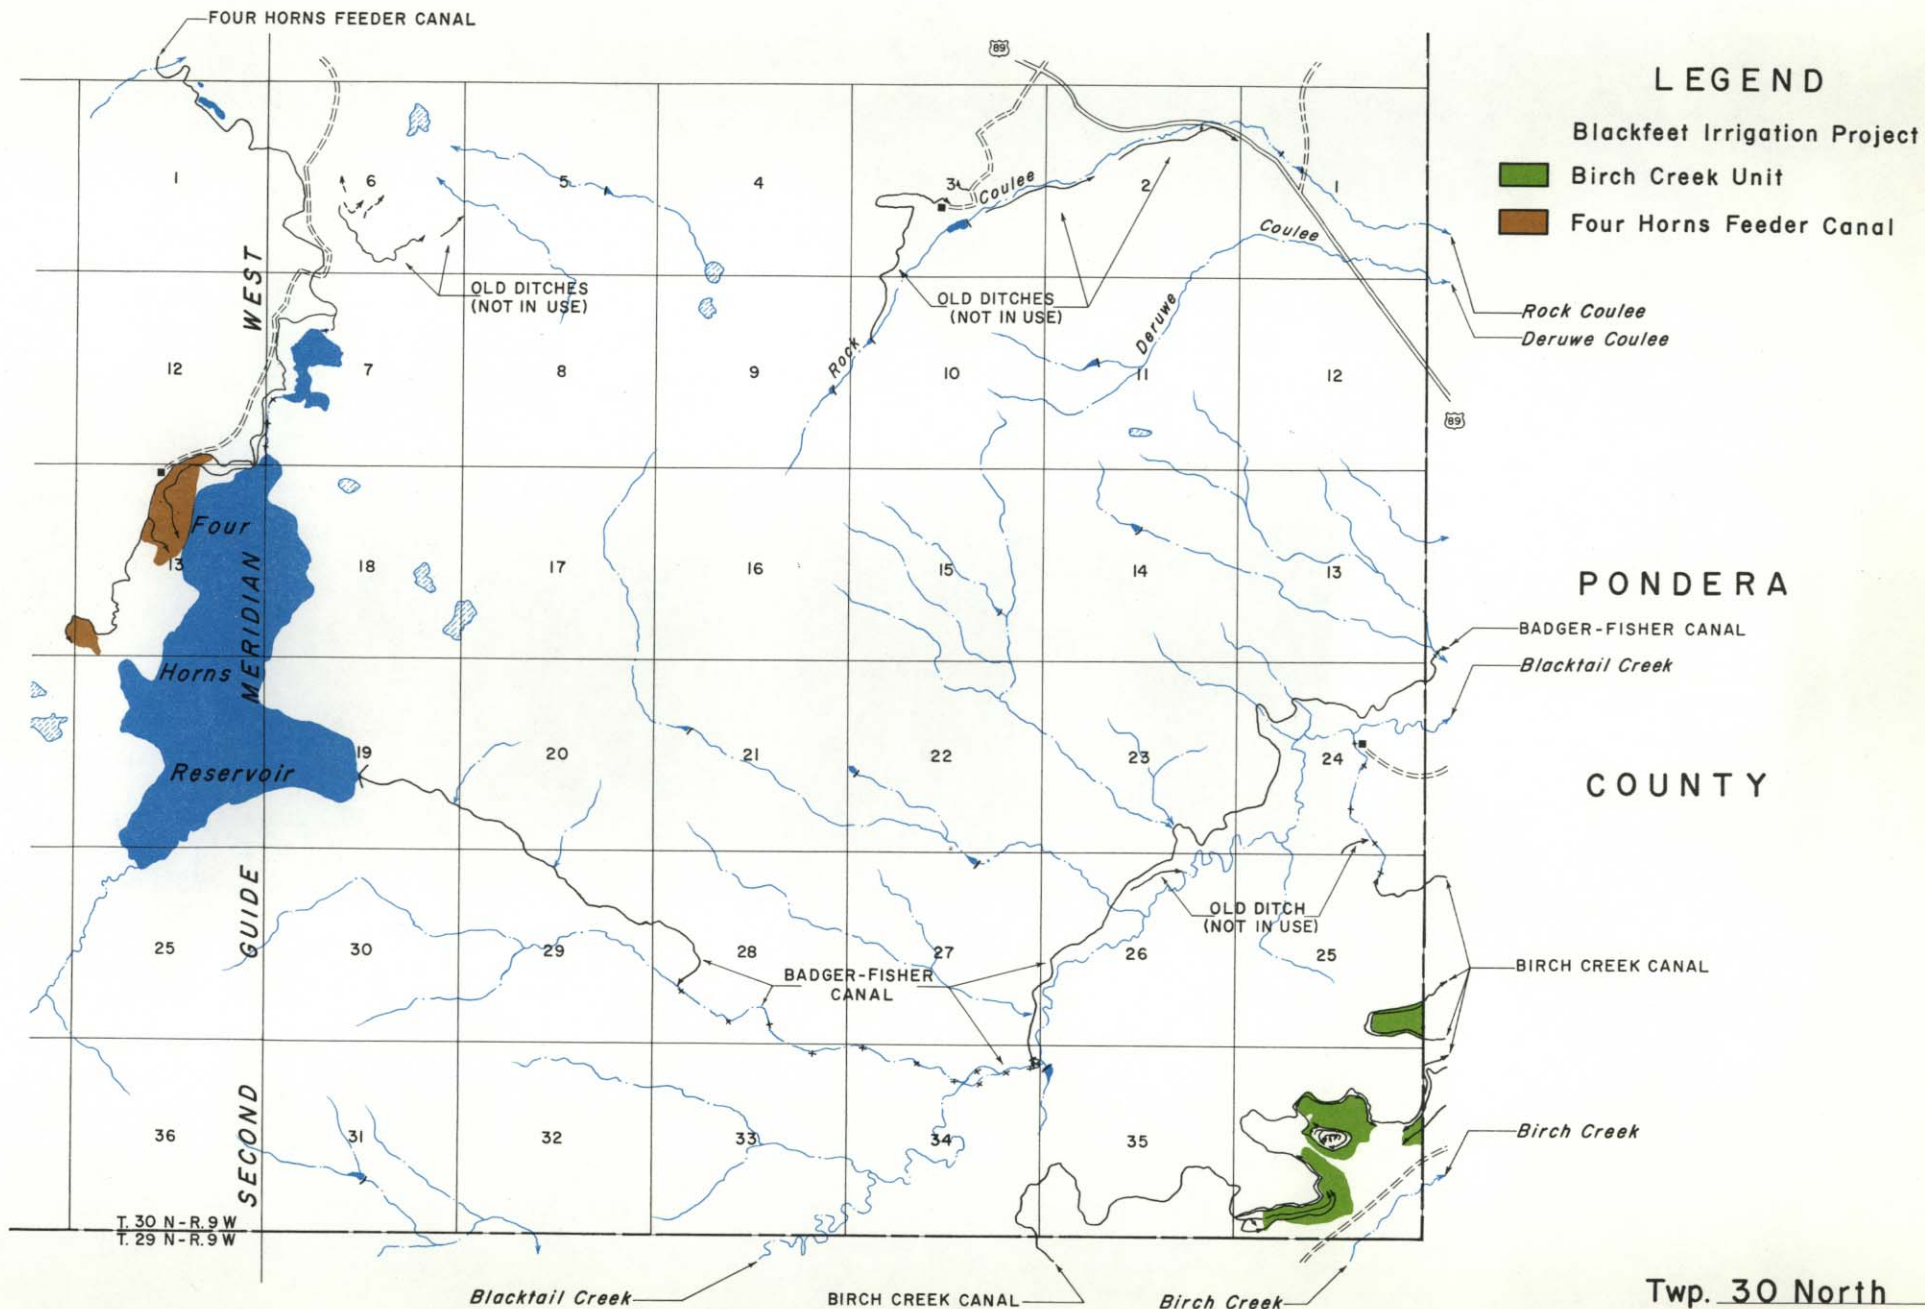 FOUR HORNS FEEDER CANAL
89
LEGEND
Blackfeet Irrigation Project
Birch Creek Unit
Four Horns Feeder Canal
1
6
5
4
3
Coulee
2
1
Coulee
WEST
OLD DITCHES
(NOT IN USE)
OLD DITCHES
(NOT IN USE)
Rock Coulee
Deruwe Coulee
Rock
Deruwe
12
7
8
9
10
11
12
89
Four
13
18
17
16
15
14
13
PONDERA
MERIDIAN
BADGER-FISHER CANAL
Blacktail Creek
Horns
19
20
21
22
23
24
Reservoir
COUNTY
GUIDE
OLD DITCH
(NOT IN USE)
25
30
29
28
27
26
25
BADGER-FISHER
CANAL
BIRCH CREEK CANAL
SECOND
36
31
32
33
34
35
Birch Creek
T. 30 N-R. 9 W
T. 29 N-R. 9 W
Blacktail Creek
BIRCH CREEK CANAL
Birch Creek
Twp. 30 North